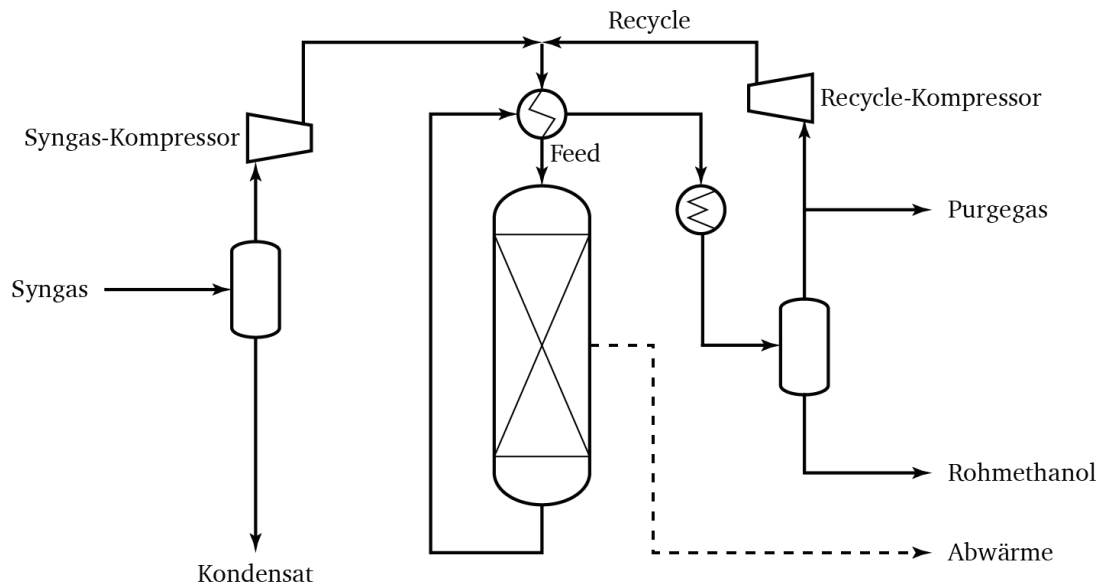 Recycle
Syngas-Kompressor
Recycle-Kompressor
Feed
Purgegas
Syngas
Rohmethanol
Abwärme
Kondensat